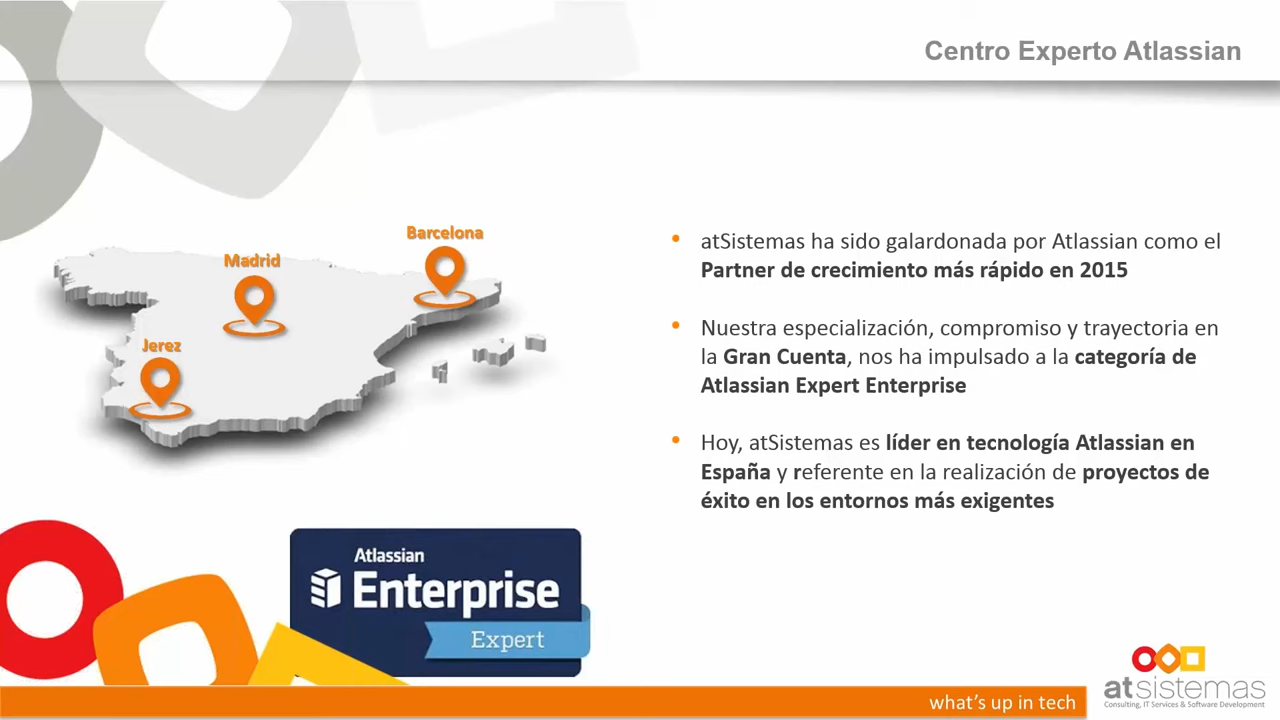 Centro Experto Atlassian
Barcelona
Madrid
Jerez
• atSistemas ha sido galardonada por Atlassian como el
Partner de crecimiento más rápido en 2015
• Nuestra especialización, compromiso y trayectoria en
la Gran Cuenta, nos ha impulsado a la categoría de
Atlassian Expert Enterprise
• Hoy, atSistemas es líder en tecnología Atlassian en
España y referente en la realización de proyectos de
éxito en los entornos más exigentes
Atlassian
Enterprise
Expert
what's up in tech
atsistemas
Consulting, IT Services & Software Development